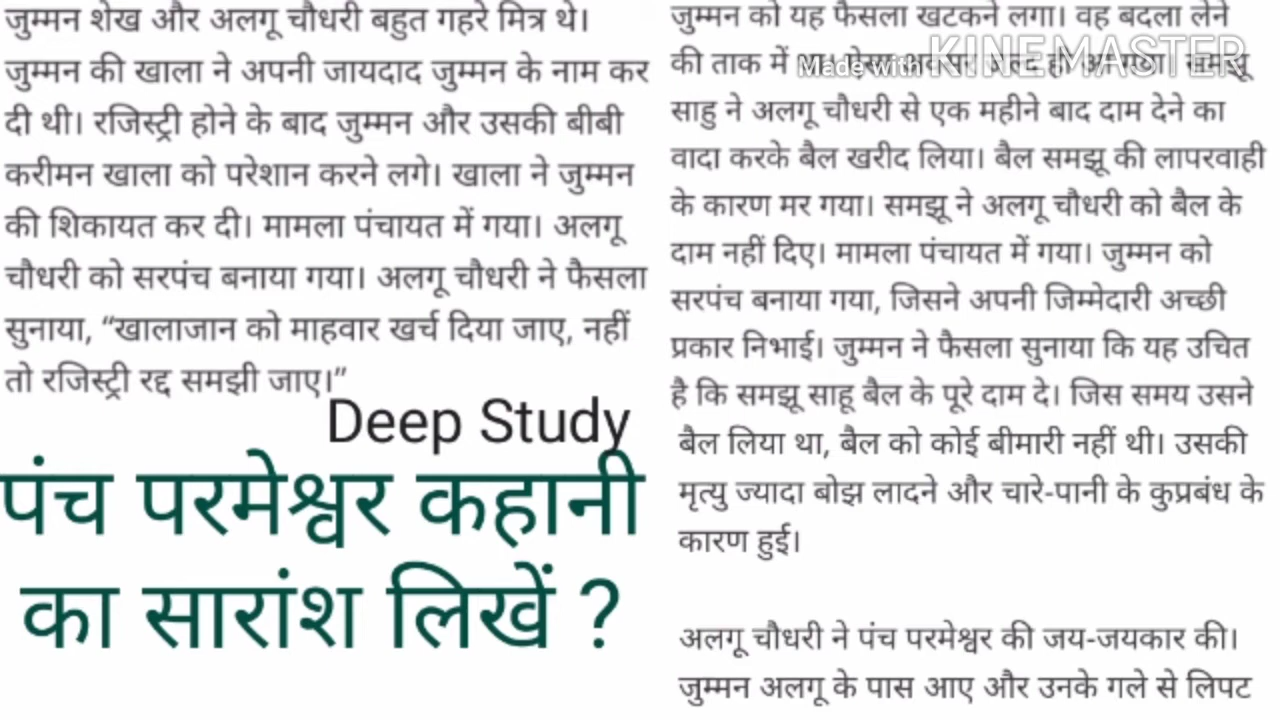 जुम्मन शेख और अलगू चौधरी बहुत गहरे मित्र थे।
जुम्मन की खाला ने अपनी जायदाद जुम्मन के नाम कर
दी थी। रजिस्ट्री होने के बाद जुम्मन और उसकी बीबी
करीमन खाला को परेशान करने लगे। खाला ने जुम्मन
की शिकायत कर दी। मामला पंचायत में गया। अलगू
चौधरी को सरपंच बनाया गया। अलगू चौधरी ने फैसला
सुनाया, “खालाजान को माहवार खर्च दिया जाए, नहीं
तो रजिस्ट्री रद्द समझी जाए।”
Deep Study
पंच परमेश्वर कहानी
का सारांश लिखें ?
जुम्मन को यह फैसला खटकने लगा। वह बदला लेने
की ताक में था।
Made with KINEMASTER
समझू
साहु ने अलगू चौधरी से एक महीने बाद दाम देने का
वादा करके बैल खरीद लिया। बैल समझू की लापरवाही
के कारण मर गया। समझू ने अलगू चौधरी को बैल के
दाम नहीं दिए। मामला पंचायत में गया। जुम्मन को
सरपंच बनाया गया, जिसने अपनी जिम्मेदारी अच्छी
प्रकार निभाई। जुम्मन ने फैसला सुनाया कि यह उचित
है कि समझू साहू बैल के पूरे दाम दे। जिस समय उसने
बैल लिया था, बैल को कोई बीमारी नहीं थी। उसकी
मृत्यु ज्यादा बोझ लादने और चारे-पानी के कुप्रबंध के
कारण हुई।
अलगू चौधरी ने पंच परमेश्वर की जय-जयकार की।
जुम्मन अलगू के पास आए और उनके गले से लिपट